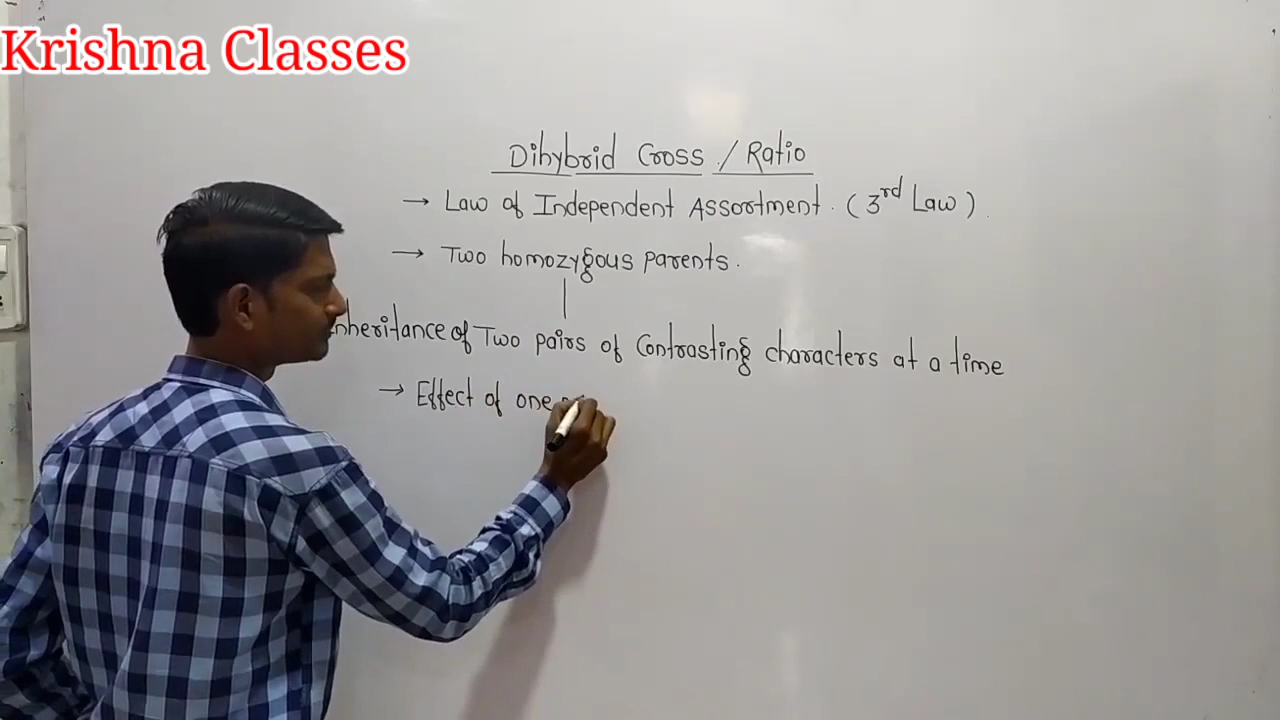 Krishna Classes
Dihybrid Cross / Ratio
→ Law of Independent Assortment. (3rd Law).
→ Two homozygous parents.
Inheritance of Two pairs of Contrasting characters at a time
→ Effect of one